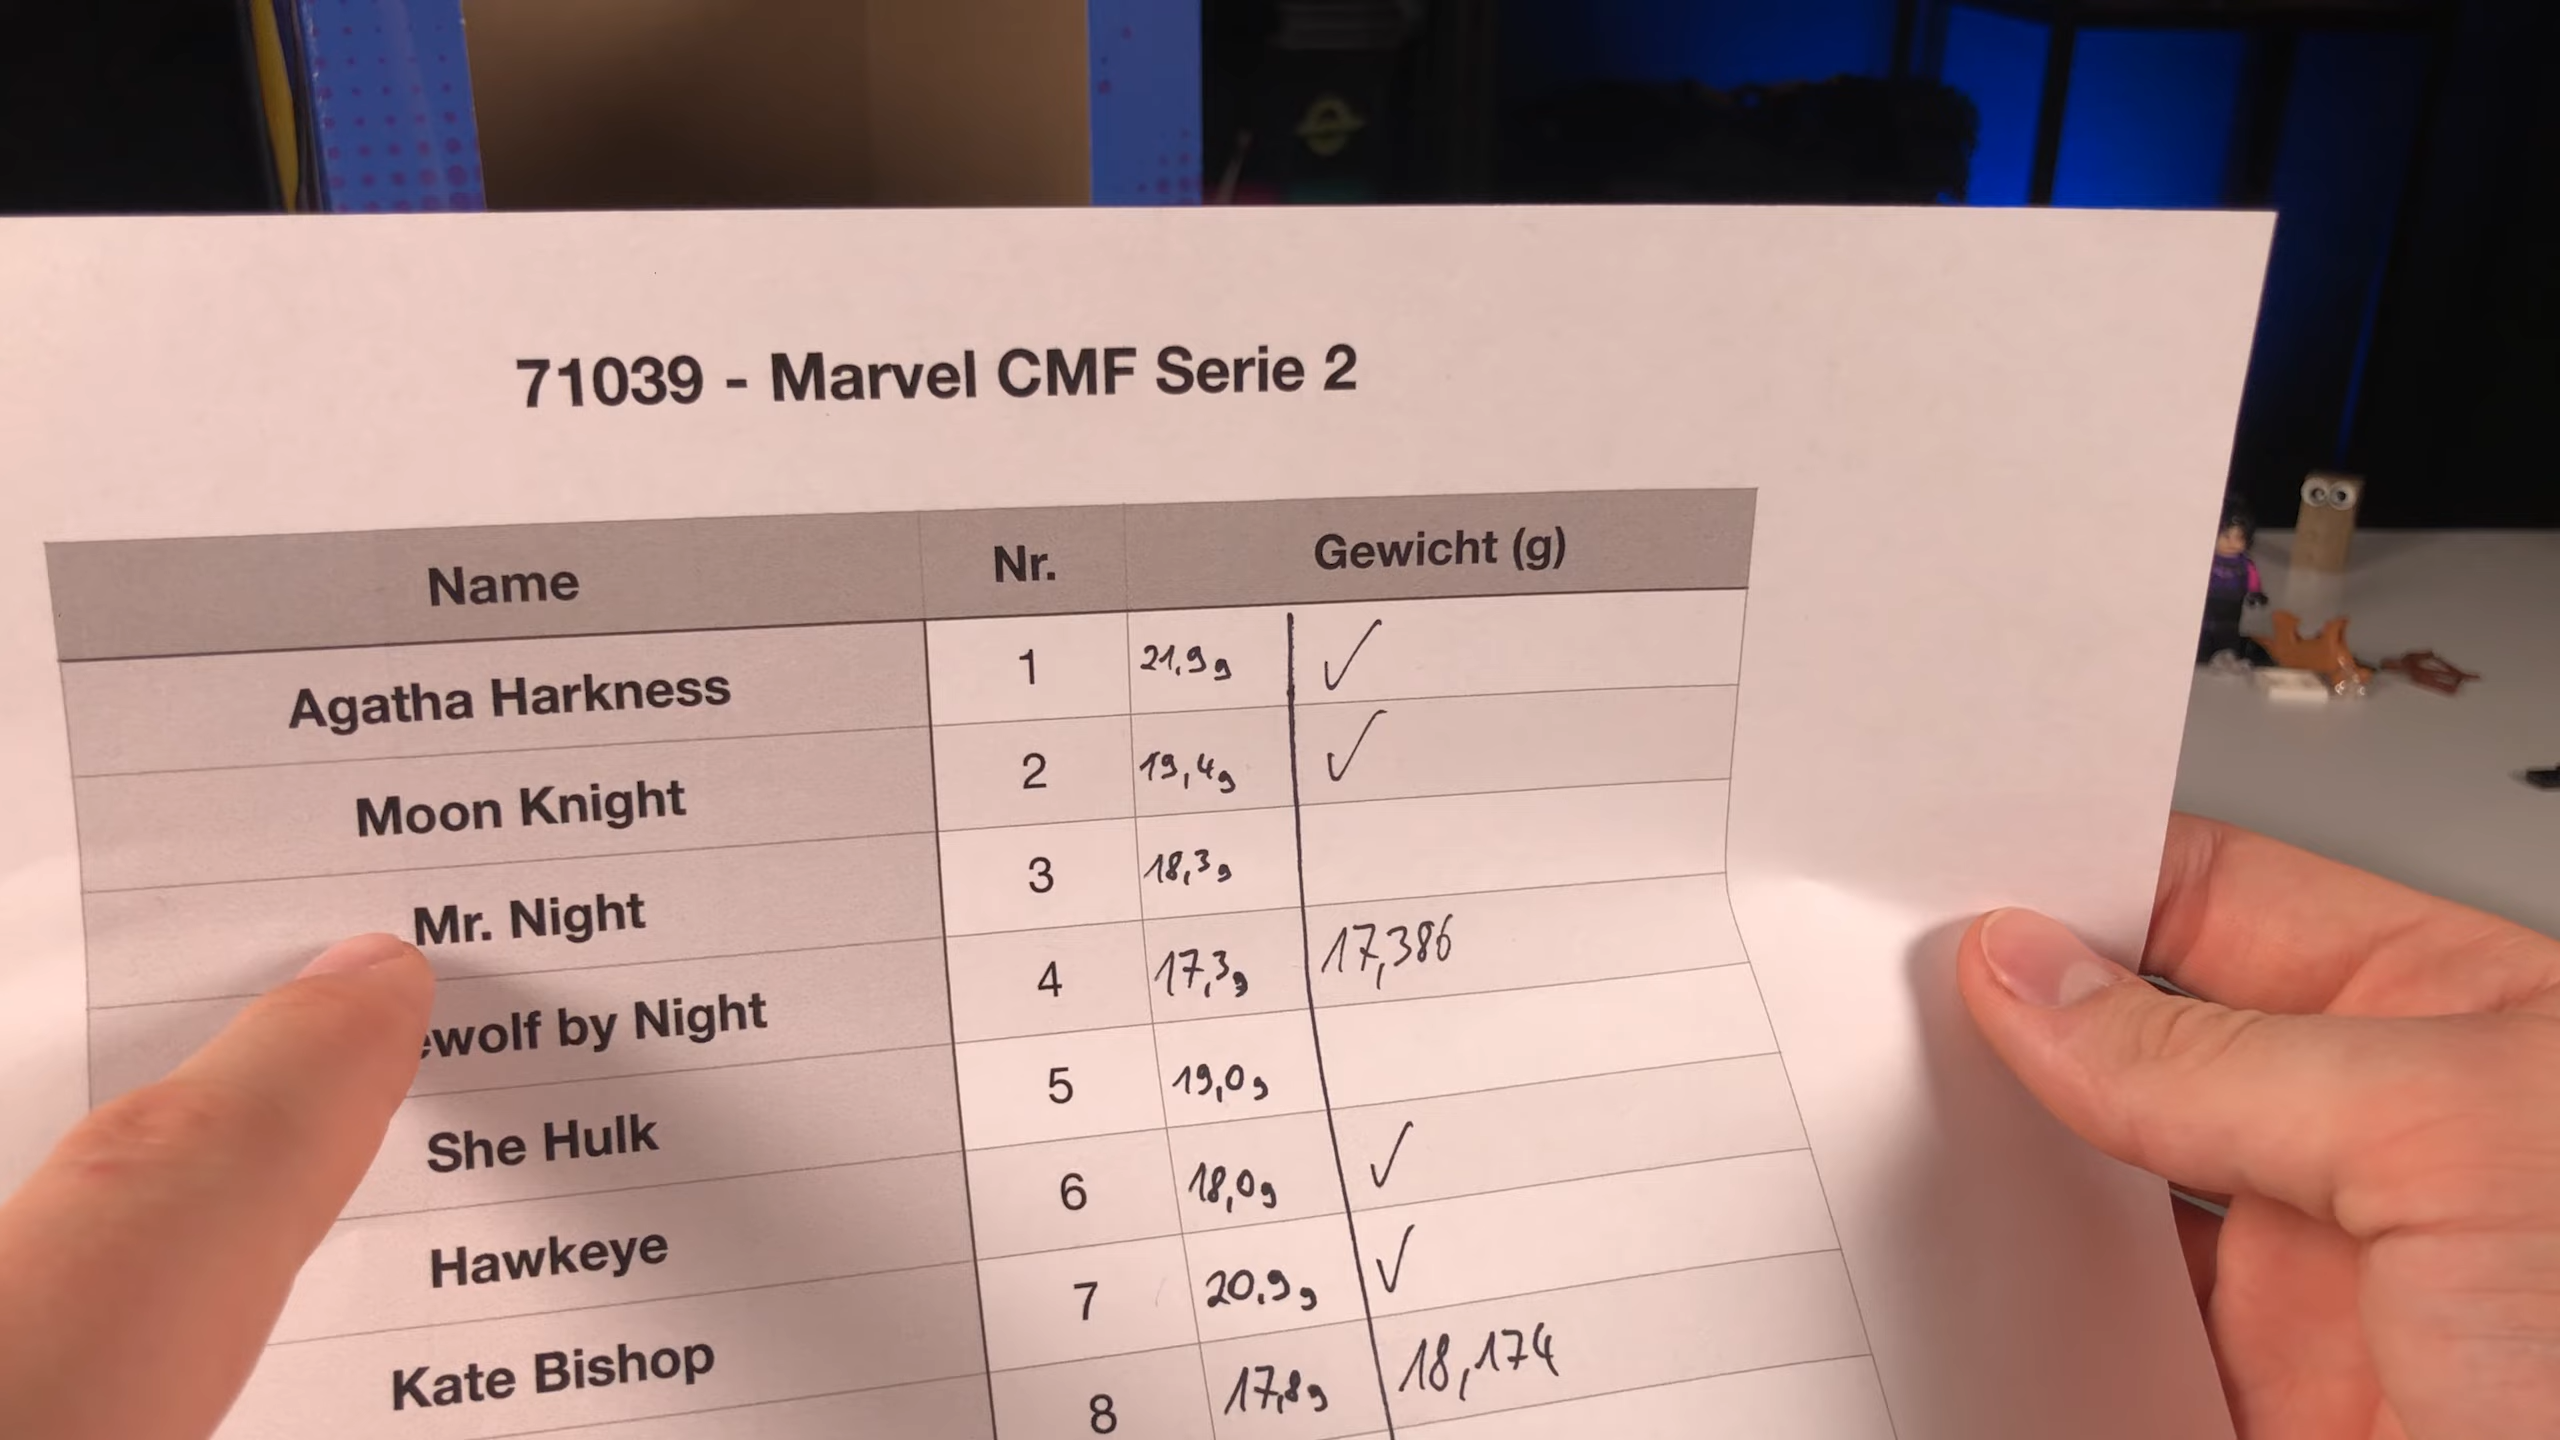 71039 - Marvel CMF Serie 2
Name Nr. Gewicht (g)
Agatha Harkness 1 21,9g ✓
Moon Knight 2 19,4g ✓
Mr. Night 3 18,3g
ewolf by Night 4 17,3g 17,386
She Hulk 5 19,0g
Hawkeye 6 18,0g ✓
Kate Bishop 7 20,9g ✓
8 17,8g 18,174